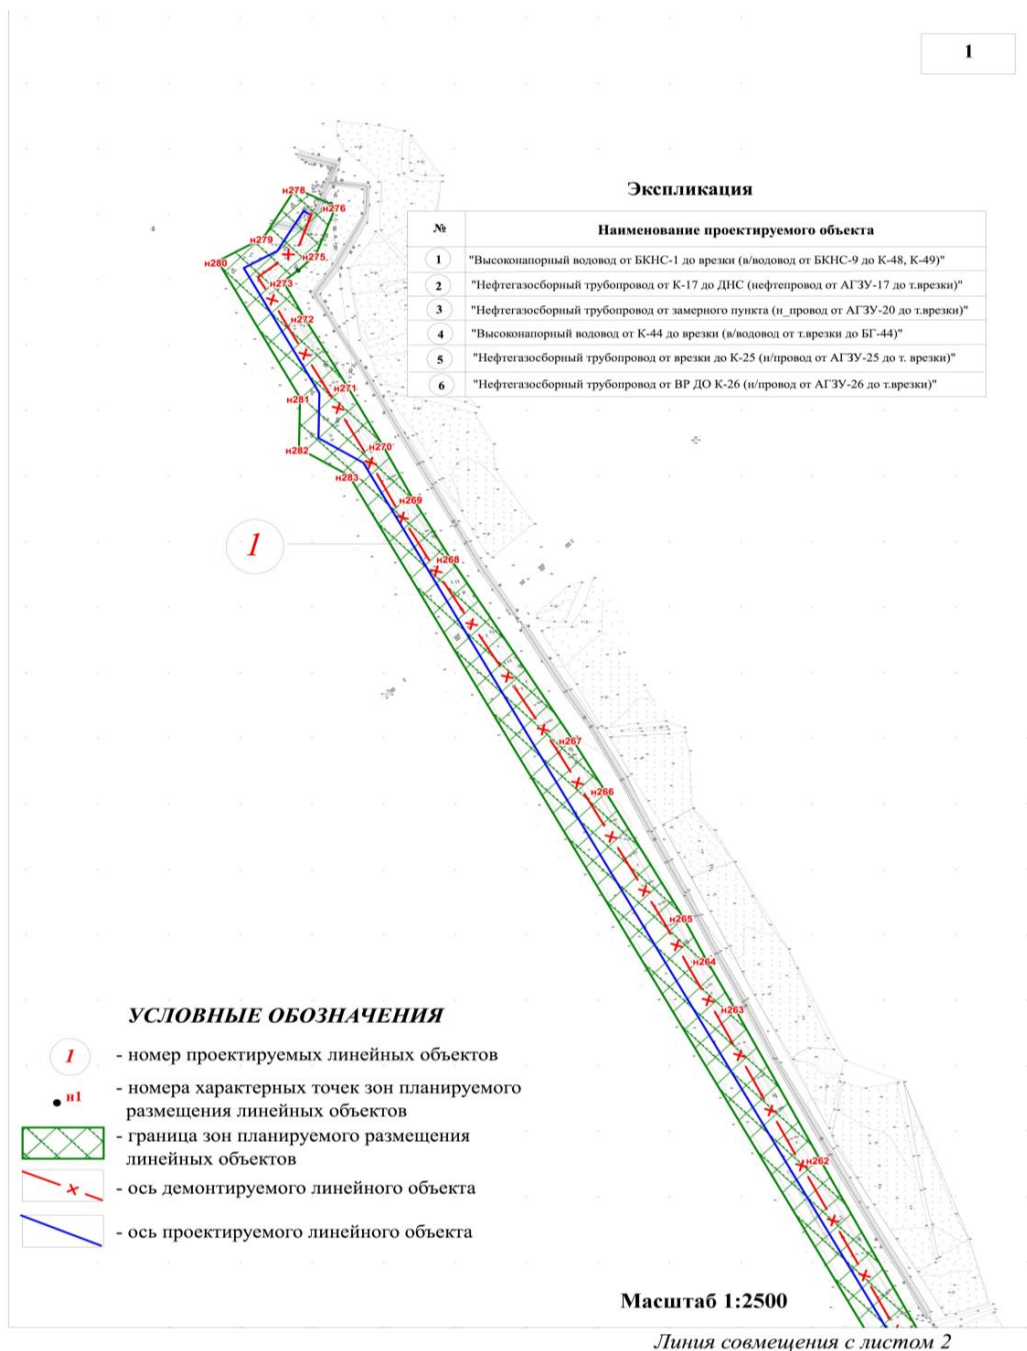 1
Экспликация
№ Наименование проектируемого объекта
1 "Высоконапорный водовод от БКНС-1 до врезки (в/водовод от БКНС-9 до К-48, К-49)"
2 "Нефтегазосборный трубопровод от К-17 до ДНС (нефтепровод от АГЗУ-17 до т.врезки)"
3 "Нефтегазосборный трубопровод от замерного пункта (н_провод от АГЗУ-20 до т.врезки)"
4 "Высоконапорный водовод от К-44 до врезки (в/водовод от т.врезки до БГ-44)"
5 "Нефтегазосборный трубопровод от врезки до К-25 (н/провод от АГЗУ-25 до т. врезки)"
6 "Нефтегазосборный трубопровод от ВР ДО К-26 (н/провод от АГЗУ-26 до т.врезки)"
н278
н276
н279
н275
н280
н273
н272
н271
н281
н270
н282
н283
н269
1
н268
н267
н266
н265
н264
н263
н262
УСЛОВНЫЕ ОБОЗНАЧЕНИЯ
1 - номер проектируемых линейных объектов
н1 - номера характерных точек зон планируемого
размещения линейных объектов
- граница зон планируемого размещения
линейных объектов
- ось демонтируемого линейного объекта
- ось проектируемого линейного объекта
Масштаб 1:2500
Линия совмещения с листом 2